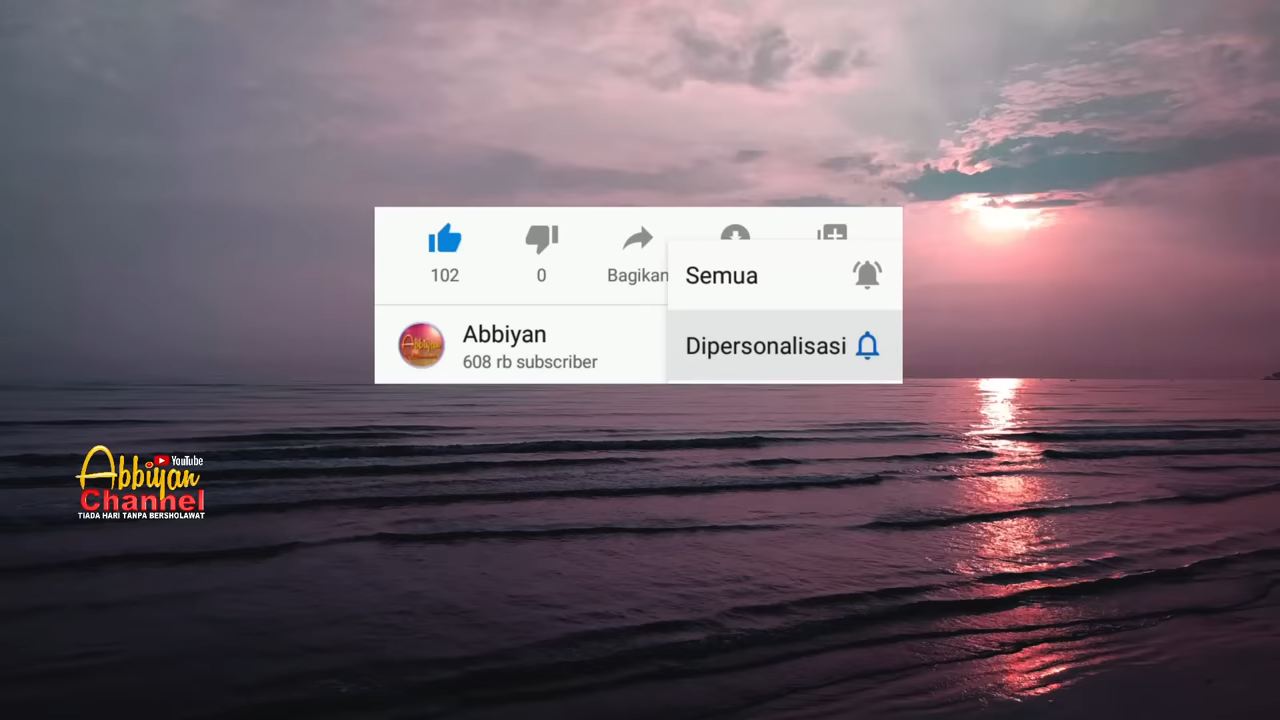 102
0
Bagikan
Semua
Abbiyan
608 rb subscriber
Dipersonalisasi
YouTube
Abbiyan
Channel
TIADA HARI TANPA BERSHOLAWAT